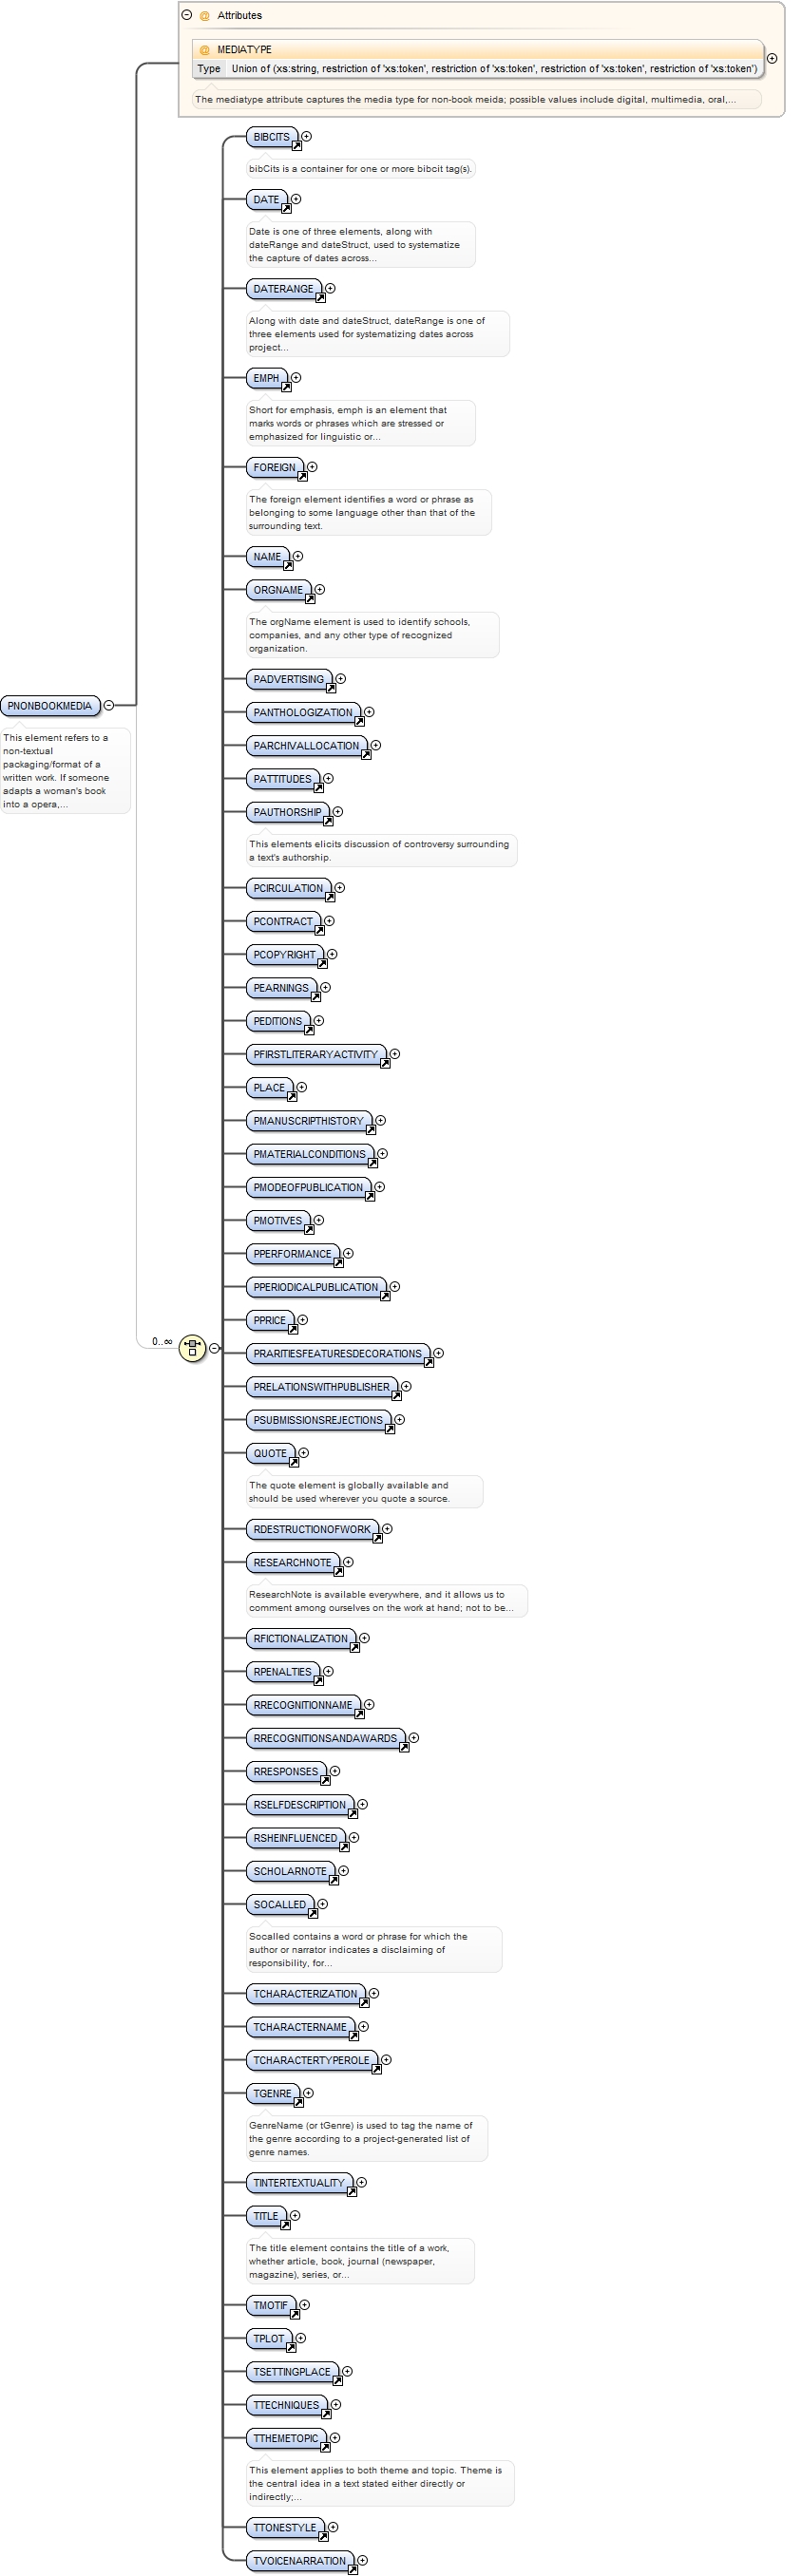 @ Attributes
@ MEDIATYPE
Type Union of (xs:string, restriction of 'xs:token', restriction of 'xs:token', restriction of 'xs:token', restriction of 'xs:token')
The mediatype attribute captures the media type for non-book meida; possible values include digital, multimedia, oral,...
BIBCITS
bibCits is a container for one or more bibcit tag(s).
DATE
Date is one of three elements, along with
dateRange and dateStruct, used to systematize
the capture of dates across...
DATERANGE
Along with date and dateStruct, dateRange is one of
three elements used for systematizing dates across
project...
EMPH
Short for emphasis, emph is an element that
marks words or phrases which are stressed or
emphasized for linguistic or...
FOREIGN
The foreign element identifies a word or phrase as
belonging to some language other than that of the
surrounding text.
NAME
ORGNAME
The orgName element is used to identify schools,
companies, and any other type of recognized
organization.
PADVERTISING
PNONBOOKMEDIA
This element refers to a
non-textual
packaging/format of a
written work. If someone
adapts a woman's book
into a opera,...
PANTHOLOGIZATION
PARCHIVALLOCATION
PATTITUDES
PAUTHORSHIP
This elements elicits discussion of controversy surrounding
a text's authorship.
PCIRCULATION
PCONTRACT
PCOPYRIGHT
PEARNINGS
PEDITIONS
PFIRSTLITERARYACTIVITY
PLACE
PMANUSCRIPTHISTORY
PMATERIALCONDITIONS
PMODEOFPUBLICATION
PMOTIVES
PPERFORMANCE
PPERIODICALPUBLICATION
PPRICE
0..∞
PRARITIESFEATURESDECORATIONS
PRELATIONSWITHPUBLISHER
PSUBMISSIONSREJECTIONS
QUOTE
The quote element is globally available and
should be used wherever you quote a source.
RDESTRUCTIONOFWORK
RESEARCHNOTE
ResearchNote is available everywhere, and it allows us to
comment among ourselves on the work at hand; not to be...
RFICTIONALIZATION
RPENALTIES
RRECOGNITIONNAME
RRECOGNITIONSANDAWARDS
RRESPONSES
RSELFDESCRIPTION
RSHEINFLUENCED
SCHOLARNOTE
SOCALLED
Socalled contains a word or phrase for which the
author or narrator indicates a disclaiming of
responsibility, for...
TCHARACTERIZATION
TCHARACTERNAME
TCHARACTERTYPEROLE
TGENRE
GenreName (or tGenre) is used to tag the name of
the genre according to a project-generated list of
genre names.
TINTERTEXTUALITY
TITLE
The title element contains the title of a work,
whether article, book, journal (newspaper,
magazine), series, or...
TMOTIF
TPLOT
TSETTINGPLACE
TTECHNIQUES
TTHEMETOPIC
This element applies to both theme and topic. Theme is
the central idea in a text stated either directly or
indirectly;...
TTONESTYLE
TVOICENARRATION